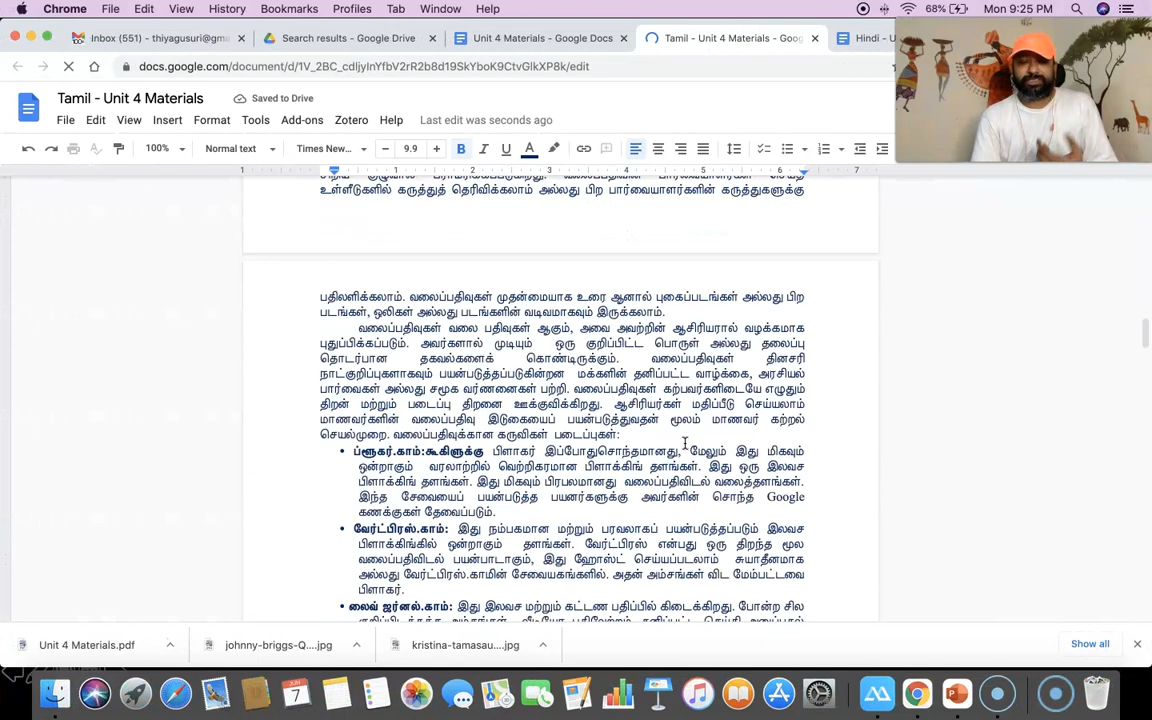 Chrome File Edit View History Bookmarks Profiles Tab Window Help 68% Mon 9:25 PM
Inbox (551) - thiyagusuri@gma
Search results - Google Drive
Unit 4 Materials - Google Docs
Tamil - Unit 4 Materials - Goog
Hindi - U
docs.google.com/document/d/1V_2BC_cdljyInYfbV2rR2b8d19SkYboK9CtvGlkXP8k/edit
Tamil - Unit 4 Materials Saved to Drive
File Edit View Insert Format Tools Add-ons Zotero Help Last edit was seconds ago
100% Normal text Times New... 9.9
1 1 2 3 4 5 6 7
உள்ளீடுகளில் கருத்துத் தெரிவிக்கலாம் அல்லது பிற பார்வையாளர்களின் கருத்துகளுக்கு
பதிலளிக்கலாம். வலைப்பதிவுகள் முதன்மையாக உரை ஆனால் புகைப்படங்கள் அல்லது பிற
படங்கள், ஒலிகள் அல்லது படங்களின் வடிவமாகவும் இருக்கலாம்.
வலைப்பதிவுகள் வலை பதிவுகள் ஆகும், அவை அவற்றின் ஆசிரியரால் வழக்கமாக
புதுப்பிக்கப்படும். அவர்களால் முடியும் ஒரு குறிப்பிட்ட பொருள் அல்லது தலைப்பு
தொடர்பான தகவல்களைக் கொண்டிருக்கும். வலைப்பதிவுகள் தினசரி
நாட்குறிப்புகளாகவும் பயன்படுத்தப்படுகின்றன மக்களின் தனிப்பட்ட வாழ்க்கை, அரசியல்
பார்வைகள் அல்லது சமூக வர்ணனைகள் பற்றி. வலைப்பதிவுகள் கற்பவர்களிடையே எழுதும்
திறன் மற்றும் படைப்பு திறனை ஊக்குவிக்கிறது. ஆசிரியர்கள் மதிப்பீடு செய்யலாம்
மாணவர்களின் வலைப்பதிவு இடுகையைப் பயன்படுத்துவதன் மூலம் மாணவர் கற்றல்
செயல்முறை. வலைப்பதிவுக்கான கருவிகள் படைப்புகள்:
• ப்ளூகர்.காம்:கூகிளுக்கு பிளாகர் இப்போதுசொந்தமானது, மேலும் இது மிகவும்
ஒன்றாகும் வரலாற்றில் வெற்றிகரமான பிளாக்கிங் தளங்கள். இது ஒரு இலவச
பிளாக்கிங் தளங்கள். இது மிகவும் பிரபலமானது வலைப்பதிவிடல் வலைத்தளங்கள்.
இந்த சேவையைப் பயன்படுத்த பயனர்களுக்கு அவர்களின் சொந்த Google
கணக்குகள் தேவைப்படும்.
• வேர்ட்பிரஸ்.காம்: இது நம்பகமான மற்றும் பரவலாகப் பயன்படுத்தப்படும் இலவச
பிளாக்கிங்கில் ஒன்றாகும் தளங்கள். வேர்ட்பிரஸ் என்பது ஒரு திறந்த மூல
வலைப்பதிவிடல் பயன்பாடாகும், இது ஹோஸ்ட் செய்யப்படலாம் சுயாதீனமாக
அல்லது வேர்ட்பிரஸ்.காமின் சேவையகங்களில். அதன் அம்சங்கள் விட மேம்பட்டவை
பிளாகர்.
• லைவ் ஜர்னல்.காம்: இது இலவச மற்றும் கட்டண பதிப்பில் கிடைக்கிறது. போன்ற சில
Unit 4 Materials.pdf
johnny-briggs-Q....jpg
kristina-tamasau....jpg
Show all
JUN
7